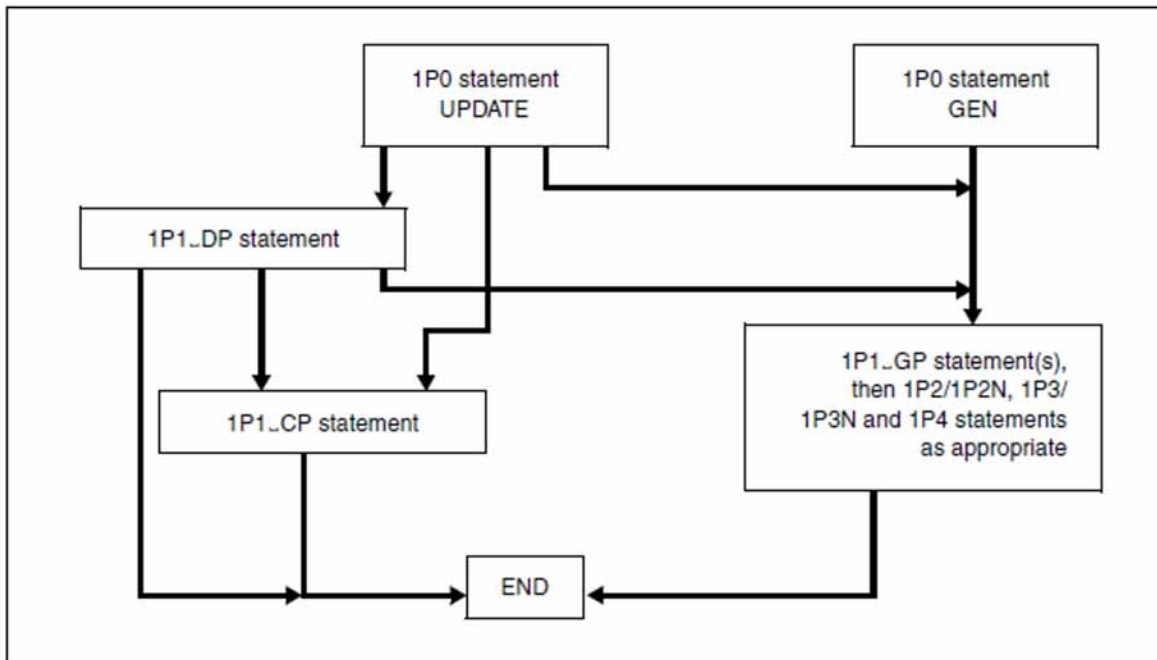 1P0 statement
UPDATE
1P0 statement
GEN
1P1..DP statement
1P1..GP statement(s),
then 1P2/1P2N, 1P3/
1P3N and 1P4 statements
as appropriate
1P1..CP statement
END